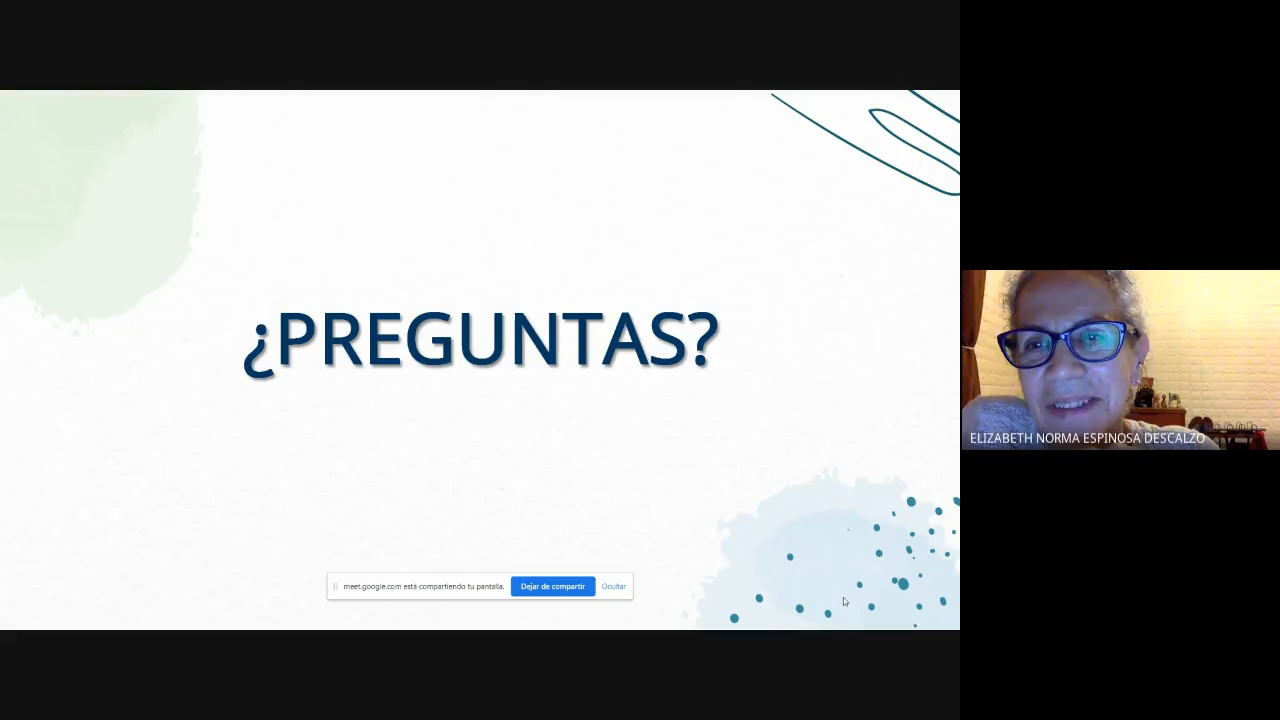 ¿PREGUNTAS?
meet.google.com está compartiendo tu pantalla.
Dejar de compartir
Ocultar
ELIZABETH NORMA ESPINOSA DESCALZO